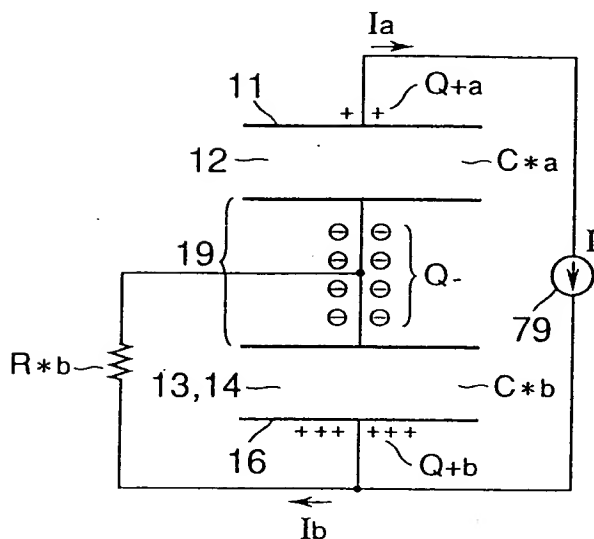 Ia
11
+ +
Q+a
12
C*a
19
⊖ ⊖
⊖ ⊖
⊖ ⊖
⊖ ⊖
Q-
I
79
R*b
13,14
C*b
16
+++ +++
Q+b
Ib